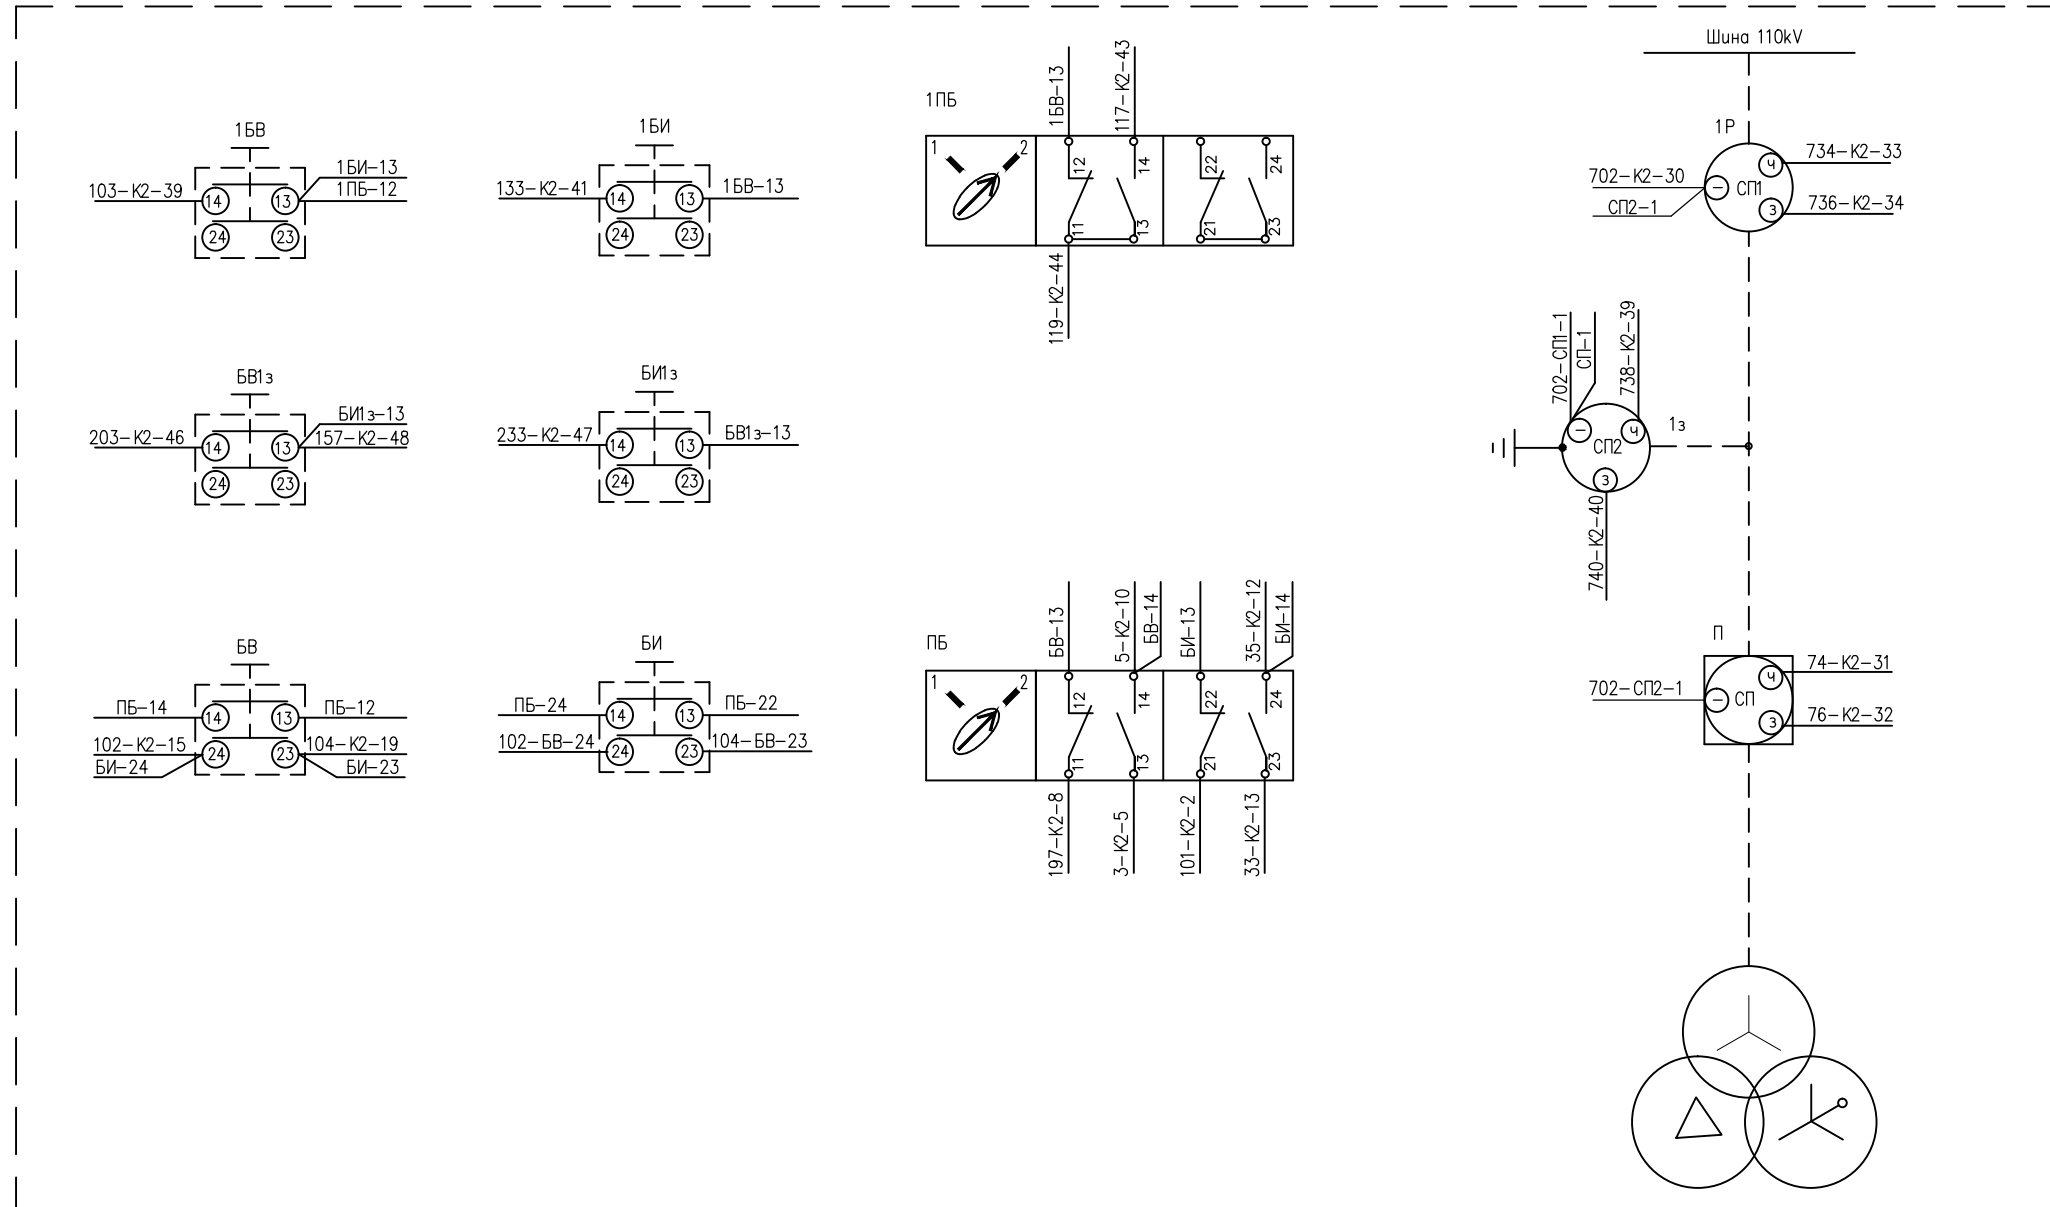 Шина 110kV
1БВ
103-К2-39
1БИ-13
1ПБ-12
14
13
24
23
1БИ
133-К2-41
1БВ-13
14
13
24
23
1ПБ
1БВ-13
117-К2-43
1
2
12
14
22
24
11
13
21
23
119-К2-44
1Р
702-К2-30
СП2-1
СП1
ч
з
734-К2-33
736-К2-34
БВ1з
203-К2-46
БИ1з-13
157-К2-48
14
13
24
23
БИ1з
233-К2-47
БВ1з-13
14
13
24
23
702-СП1-1
СП-1
738-К2-39
1з
СП2
ч
з
740-К2-40
БВ
ПБ-14
ПБ-12
14
13
102-К2-15
104-К2-19
24
23
БИ-24
БИ-23
БИ
ПБ-24
ПБ-22
14
13
102-БВ-24
104-БВ-23
24
23
ПБ
БВ-13
5-К2-10
БВ-14
БИ-13
35-К2-12
БИ-14
1
2
12
14
22
24
11
13
21
23
197-К2-8
3-К2-5
101-К2-2
33-К2-13
П
702-СП2-1
СП
ч
з
74-К2-31
76-К2-32